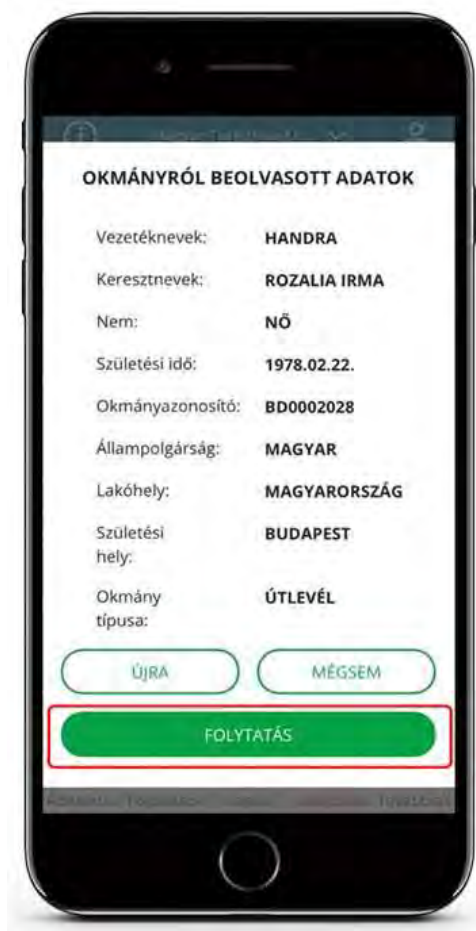 OKMÁNYRÓL BEOLVASOTT ADATOK
Vezetéknevek: HANDRA
Keresztnevek: ROZALIA IRMA
Nem: NŐ
Születési idő: 1978.02.22.
Okmányazonosító: BD0002028
Állampolgárság: MAGYAR
Lakóhely: MAGYARORSZÁG
Születési BUDAPEST
hely:
Okmány ÚTLEVÉL
típusa:
ÚJRA MÉGSEM
FOLYTATÁS